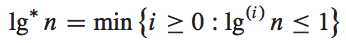 lg* n = min {i ≥ 0 : lg⁽ⁱ⁾ n ≤ 1}